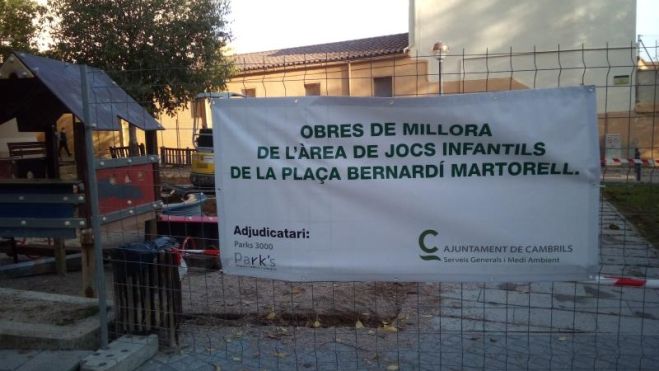 OBRES DE MILLORA
DE L'ÀREA DE JOCS INFANTILS
DE LA PLAÇA BERNARDÍ MARTORELL.
Adjudicatari:
Parks 3000
Park's
AJUNTAMENT DE CAMBRILS
Serveis Generals i Medi Ambient